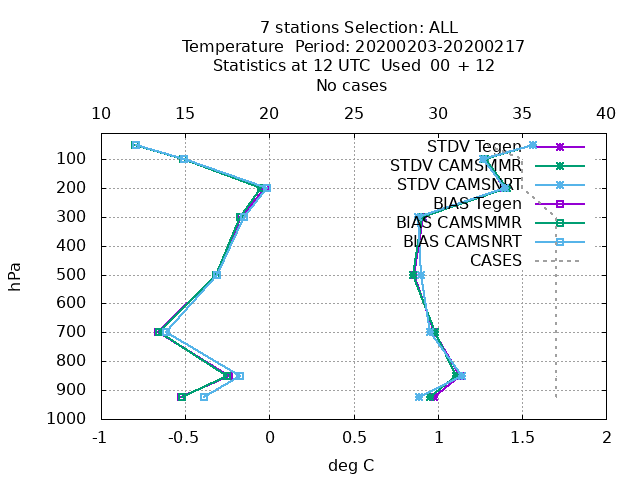 7 stations Selection: ALL
Temperature  Period: 20200203-20200217
Statistics at 12 UTC  Used  00 + 12
No cases
10 15 20 25 30 35 40
STDV Tegen
STDV CAMSMMR
STDV CAMSNRT
BIAS Tegen
BIAS CAMSMMR
BIAS CAMSNRT
CASES
100
200
300
400
500
600
700
800
900
1000
hPa
-1 -0.5 0 0.5 1 1.5 2
deg C